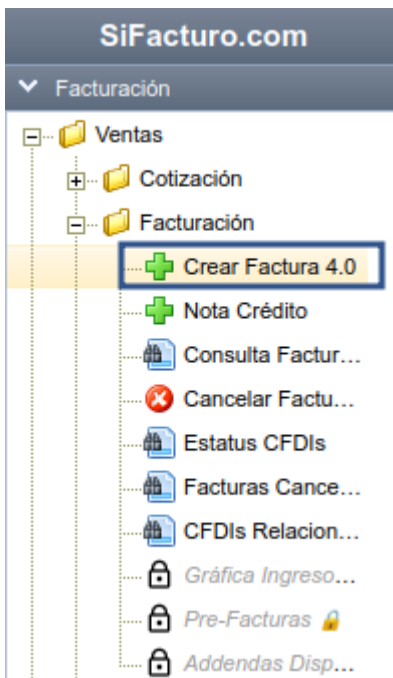 SiFacturo.com
Facturación
Ventas
Cotización
Facturación
Crear Factura 4.0
Nota Crédito
Consulta Factur...
Cancelar Factu...
Estatus CFDIs
Facturas Cance...
CFDIs Relacion...
Gráfica Ingreso...
Pre-Facturas
Addendas Disp...